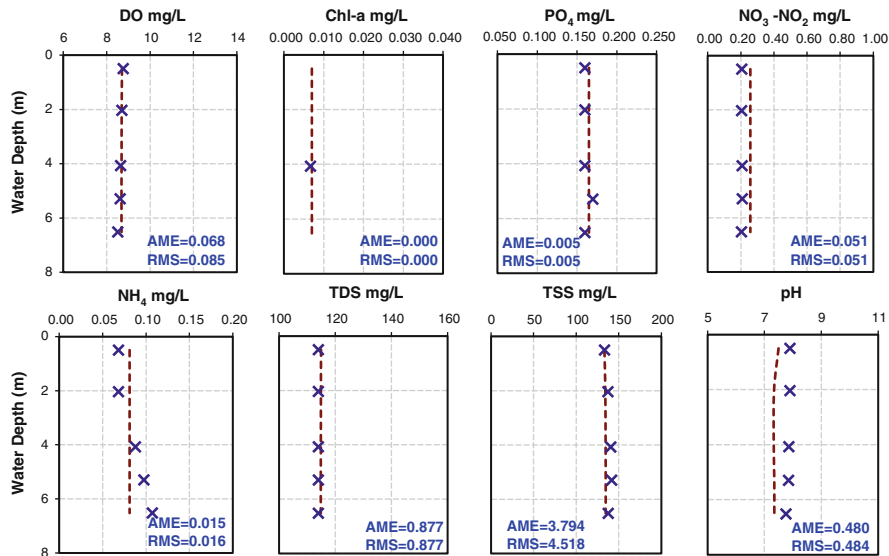 DO mg/L
Chl-a mg/L
PO₄ mg/L
NO₃ -NO₂ mg/L
6 8 10 12 14
0.000 0.010 0.020 0.030 0.040
0.050 0.100 0.150 0.200 0.250
0.00 0.20 0.40 0.60 0.80 1.00
Water Depth (m)
0
2
4
6
8
AME=0.068
RMS=0.085
AME=0.000
RMS=0.000
AME=0.005
RMS=0.005
AME=0.051
RMS=0.051
NH₄ mg/L
TDS mg/L
TSS mg/L
pH
0.00 0.05 0.10 0.15 0.20
100 120 140 160
0 50 100 150 200
5 7 9 11
Water Depth (m)
0
2
4
6
8
AME=0.015
RMS=0.016
AME=0.877
RMS=0.877
AME=3.794
RMS=4.518
AME=0.480
RMS=0.484